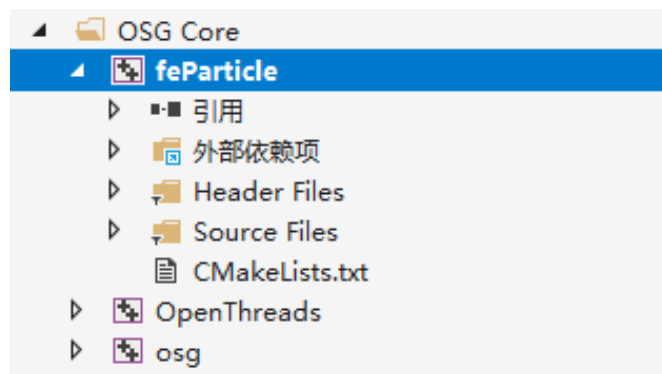 OSG Core
feParticle
引用
外部依赖项
Header Files
Source Files
CMakeLists.txt
OpenThreads
osg